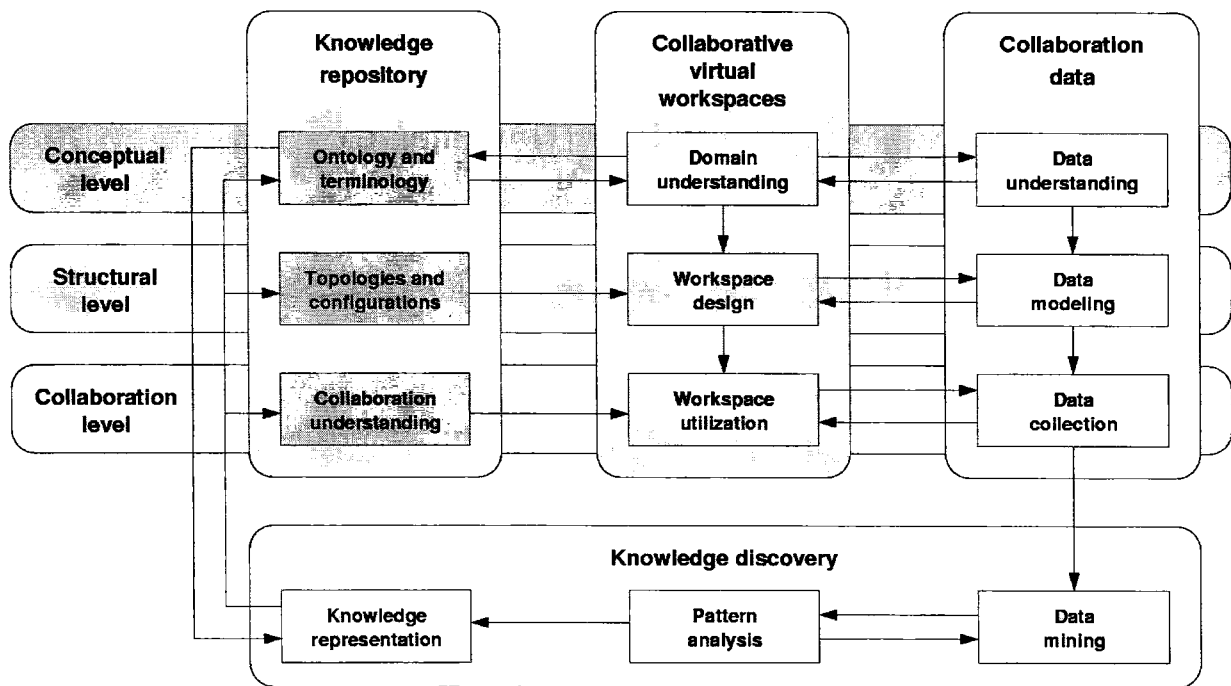 Knowledge
repository
Collaborative
virtual
workspaces
Collaboration
data
Conceptual
level
Ontology and
terminology
Domain
understanding
Data
understanding
Structural
level
Topologies and
configurations
Workspace
design
Data
modeling
Collaboration
level
Collaboration
understanding
Workspace
utilization
Data
collection
Knowledge discovery
Knowledge
representation
Pattern
analysis
Data
mining